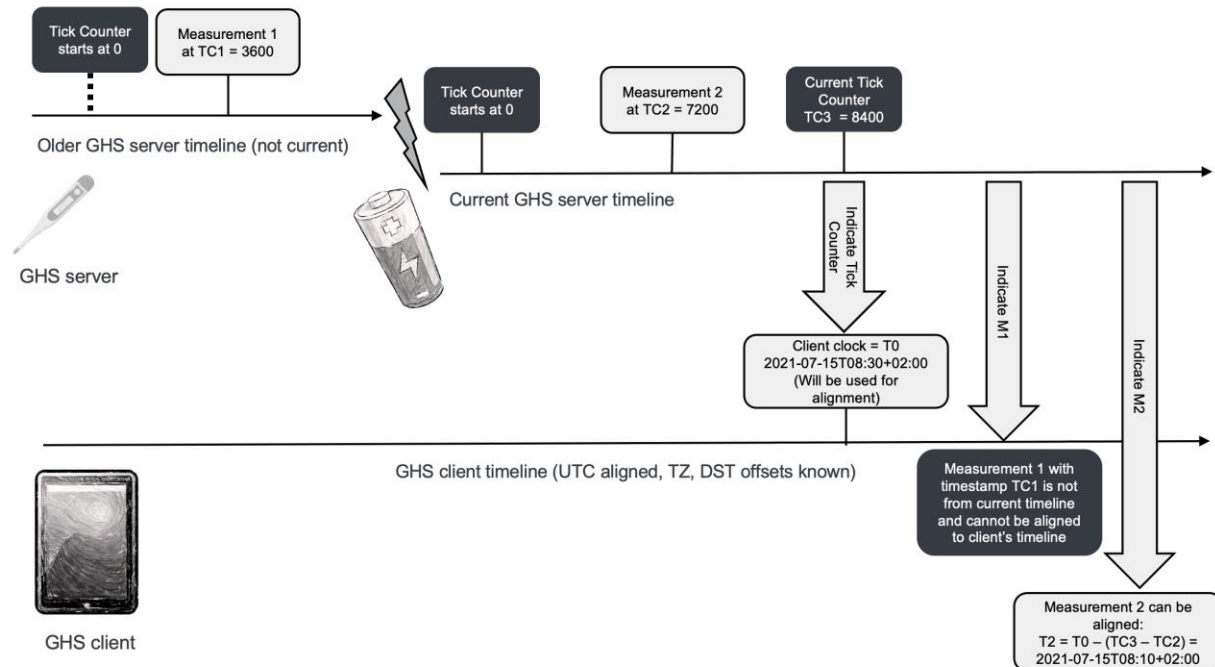 Tick Counter
starts at 0
Measurement 1
at TC1 = 3600
Older GHS server timeline (not current)
GHS server
Tick Counter
starts at 0
Measurement 2
at TC2 = 7200
Current Tick
Counter
TC3 = 8400
Current GHS server timeline
Indicate Tick
Counter
Indicate M1
Indicate M2
Client clock = T0
2021-07-15T08:30+02:00
(Will be used for
alignment)
GHS client timeline (UTC aligned, TZ, DST offsets known)
Measurement 1 with
timestamp TC1 is not
from current timeline
and cannot be aligned
to client's timeline
GHS client
Measurement 2 can be
aligned:
T2 = T0 – (TC3 – TC2) =
2021-07-15T08:10+02:00